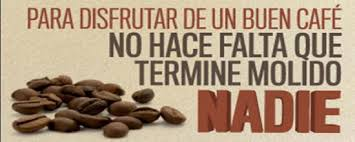 PARA DISFRUTAR DE UN BUEN CAFÉ
NO HACE FALTA QUE
TERMINE MOLIDO
NADIE